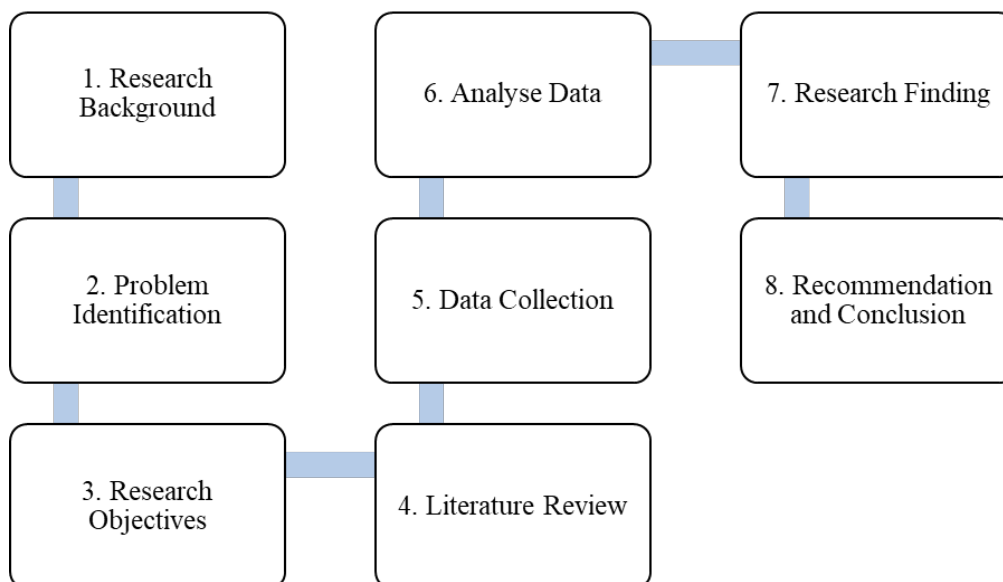 1. Research
Background
2. Problem
Identification
3. Research
Objectives
4. Literature Review
5. Data Collection
6. Analyse Data
7. Research Finding
8. Recommendation
and Conclusion